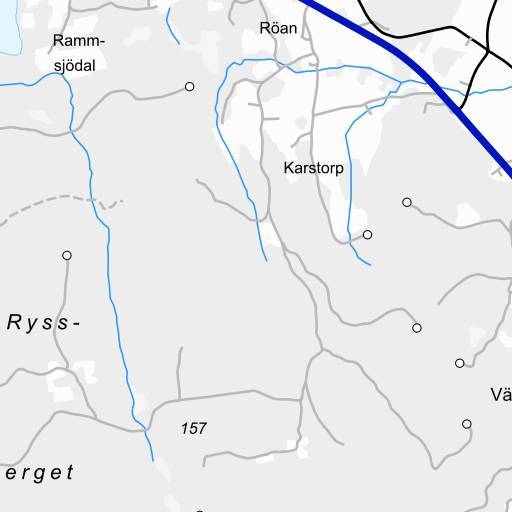 Röan
Ramm-
sjödal
Karstorp
Ryss-
Vä
157
erget